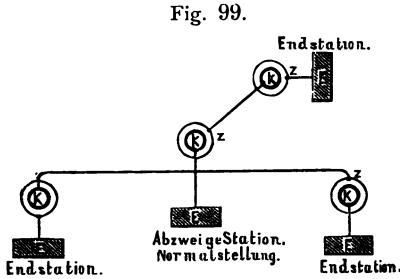 Fig. 99.
Endstation.
K
z
E
K
z
z
K
K
E
E
E
Abzweige Station.
Normalstellung.
Endstation.
Endstation.